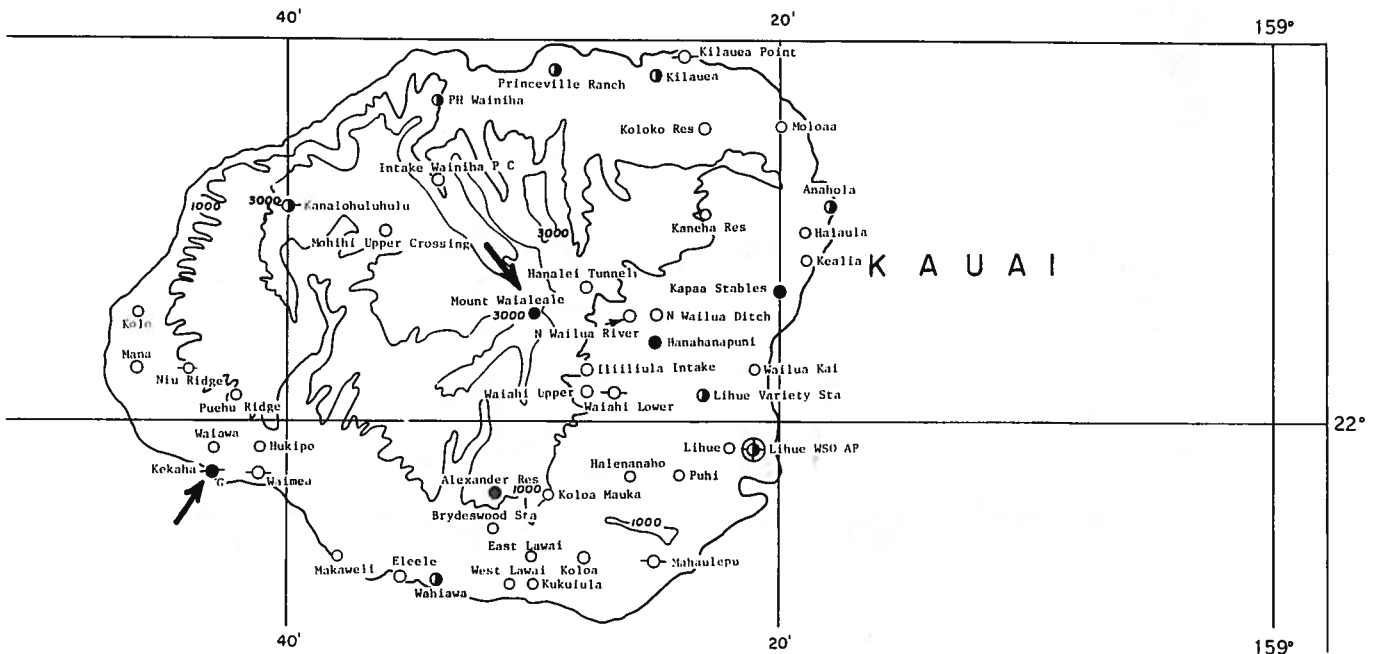 40'
20'
159°
Kilauea Point
Princeville Ranch
Kilauea
PH Wainiha
Koloko Res
Moloaa
Intake Wainiha P C
Anahola
1000
3000
Kanalohuluhulu
Kaneha Res
Halaula
Mohihi Upper Crossing
3000
Kealia
KAUAI
Hanalei Tunnel
Kapaa Stables
Mount Waialeale
3000
N Wailua Ditch
Kolo
N Wailua River
Hanahanapuni
Mana
Niu Ridge
Iliiliula Intake
Wailua Kai
Puehu Ridge
Waiahi Upper
Waiahi Lower
Lihue Variety Sta
22°
Waiawa
Hukipo
Lihue
Lihue WSO AP
Kekaha
G
Waimea
Halenanaho
Puhi
Alexander Res
1000
Koloa Mauka
Brydeswood Sta
1000
East Lawai
Makaweli
Eleele
West Lawai
Koloa
Mahaulepu
Wahiawa
Kukuiula
40'
20'
159°